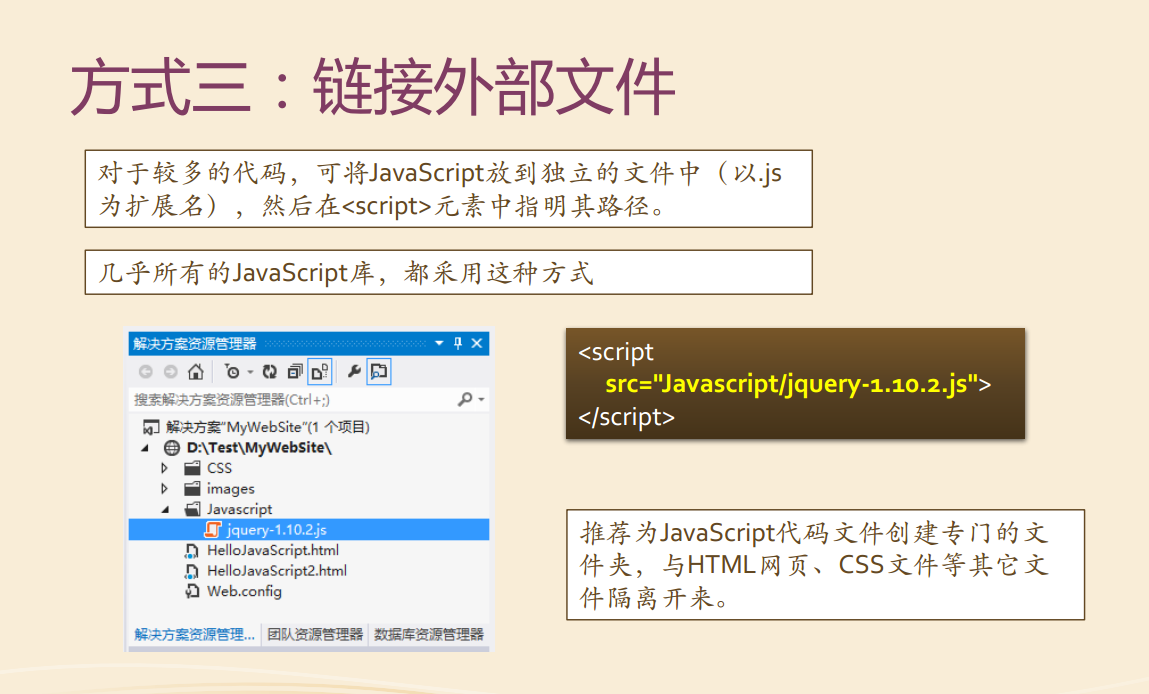 方式三：链接外部文件
对于较多的代码，可将JavaScript放到独立的文件中（以.js
为扩展名），然后在<script>元素中指明其路径。
几乎所有的JavaScript库，都采用这种方式
解决方案资源管理器
搜索解决方案资源管理器(Ctrl+;)
解决方案"MyWebSite"(1 个项目)
D:\Test\MyWebSite\
CSS
images
Javascript
jquery-1.10.2.js
HelloJavaScript.html
HelloJavaScript2.html
Web.config
解决方案资源管理... 团队资源管理器 数据库资源管理器
<script
src="Javascript/jquery-1.10.2.js">
</script>
推荐为JavaScript代码文件创建专门的文
件夹，与HTML网页、CSS文件等其它文
件隔离开来。